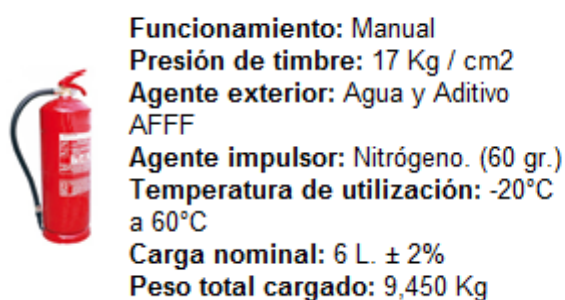 Funcionamiento: Manual
Presión de timbre: 17 Kg / cm2
Agente exterior: Agua y Aditivo
AFFF
Agente impulsor: Nitrógeno. (60 gr.)
Temperatura de utilización: -20°C
a 60°C
Carga nominal: 6 L. ± 2%
Peso total cargado: 9,450 Kg